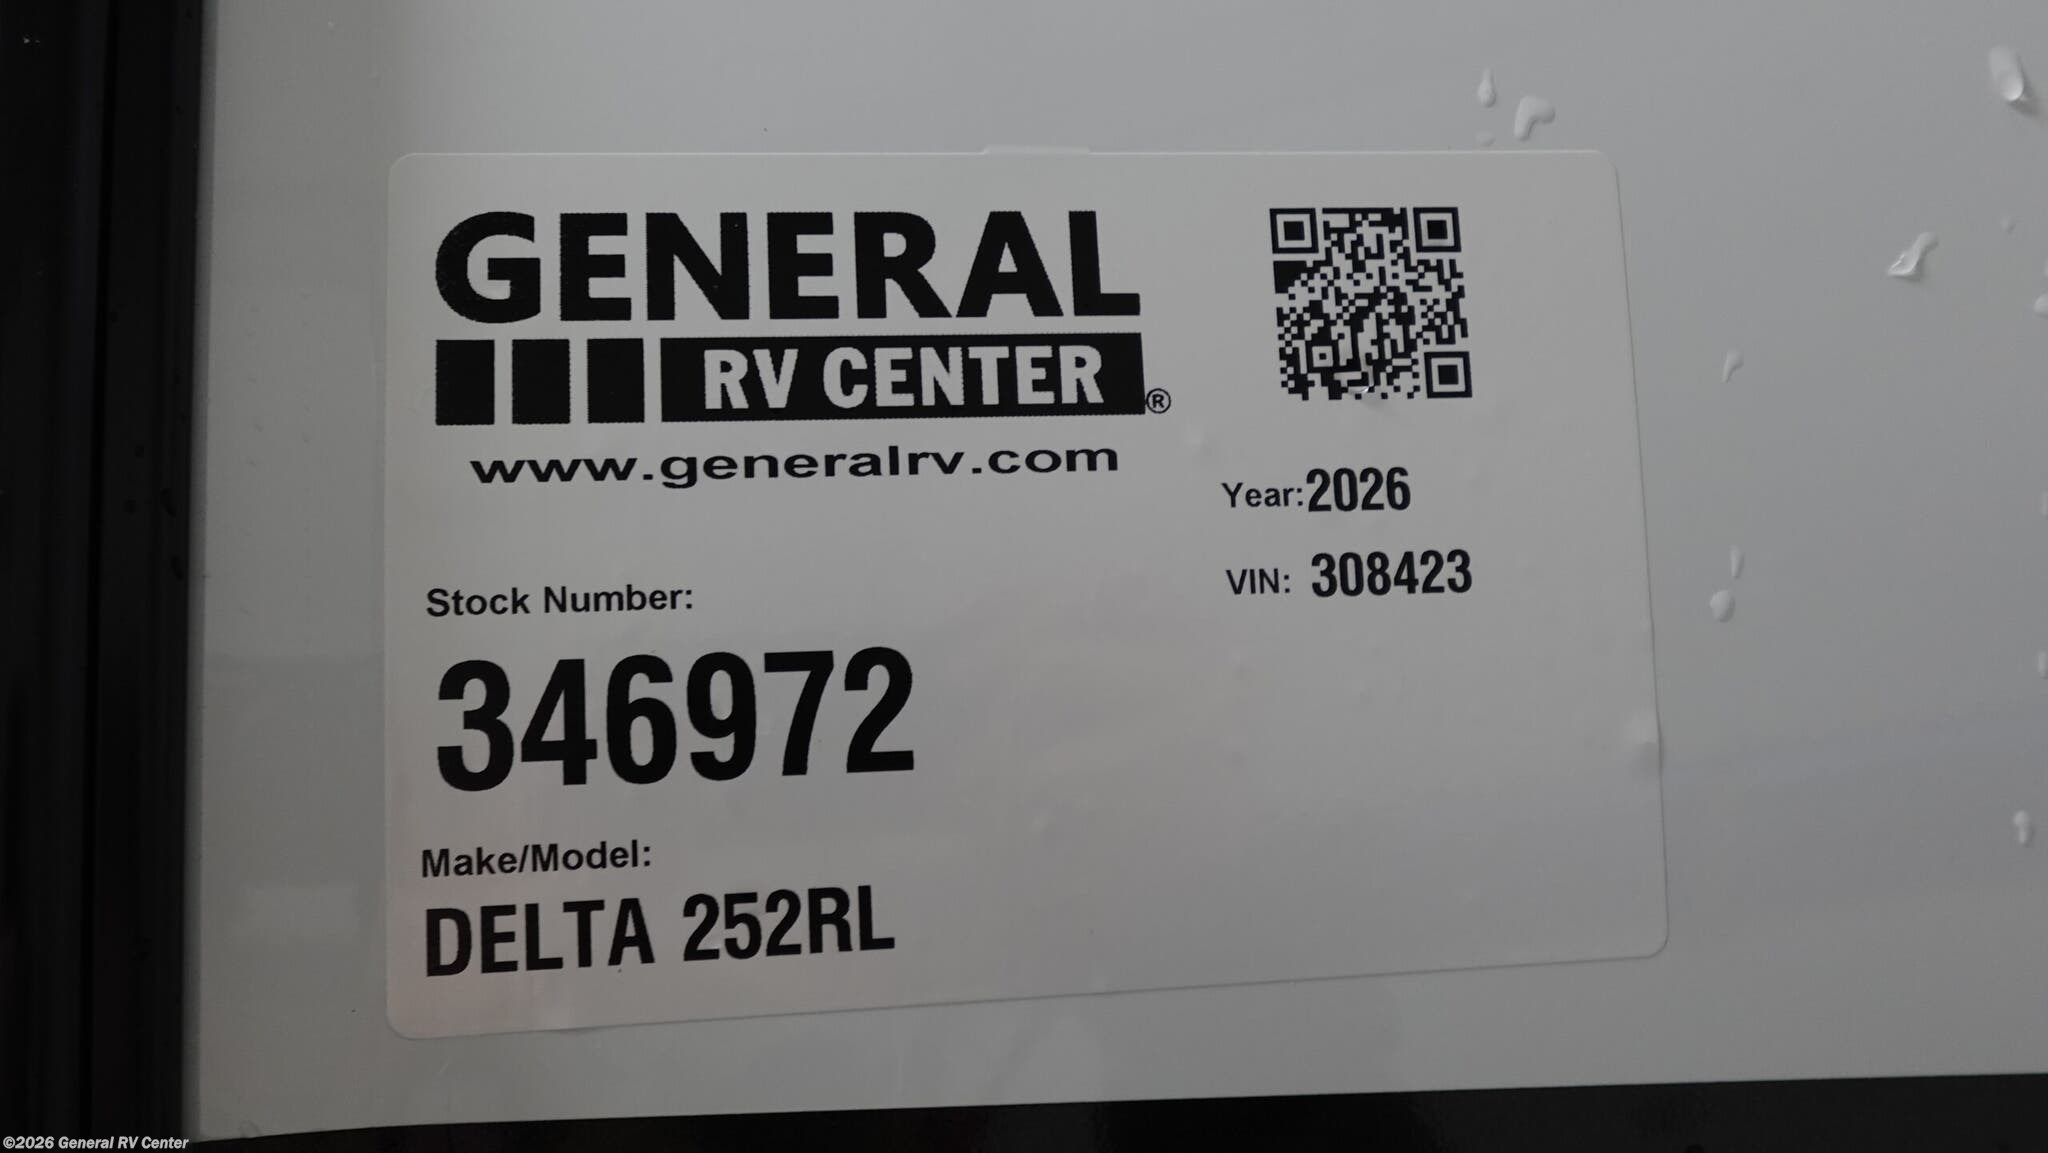 GENERAL
RV CENTER®
www.generalrv.com
Year: 2026
VIN: 308423
Stock Number:
346972
Make/Model:
DELTA 252RL
©2026 General RV Center